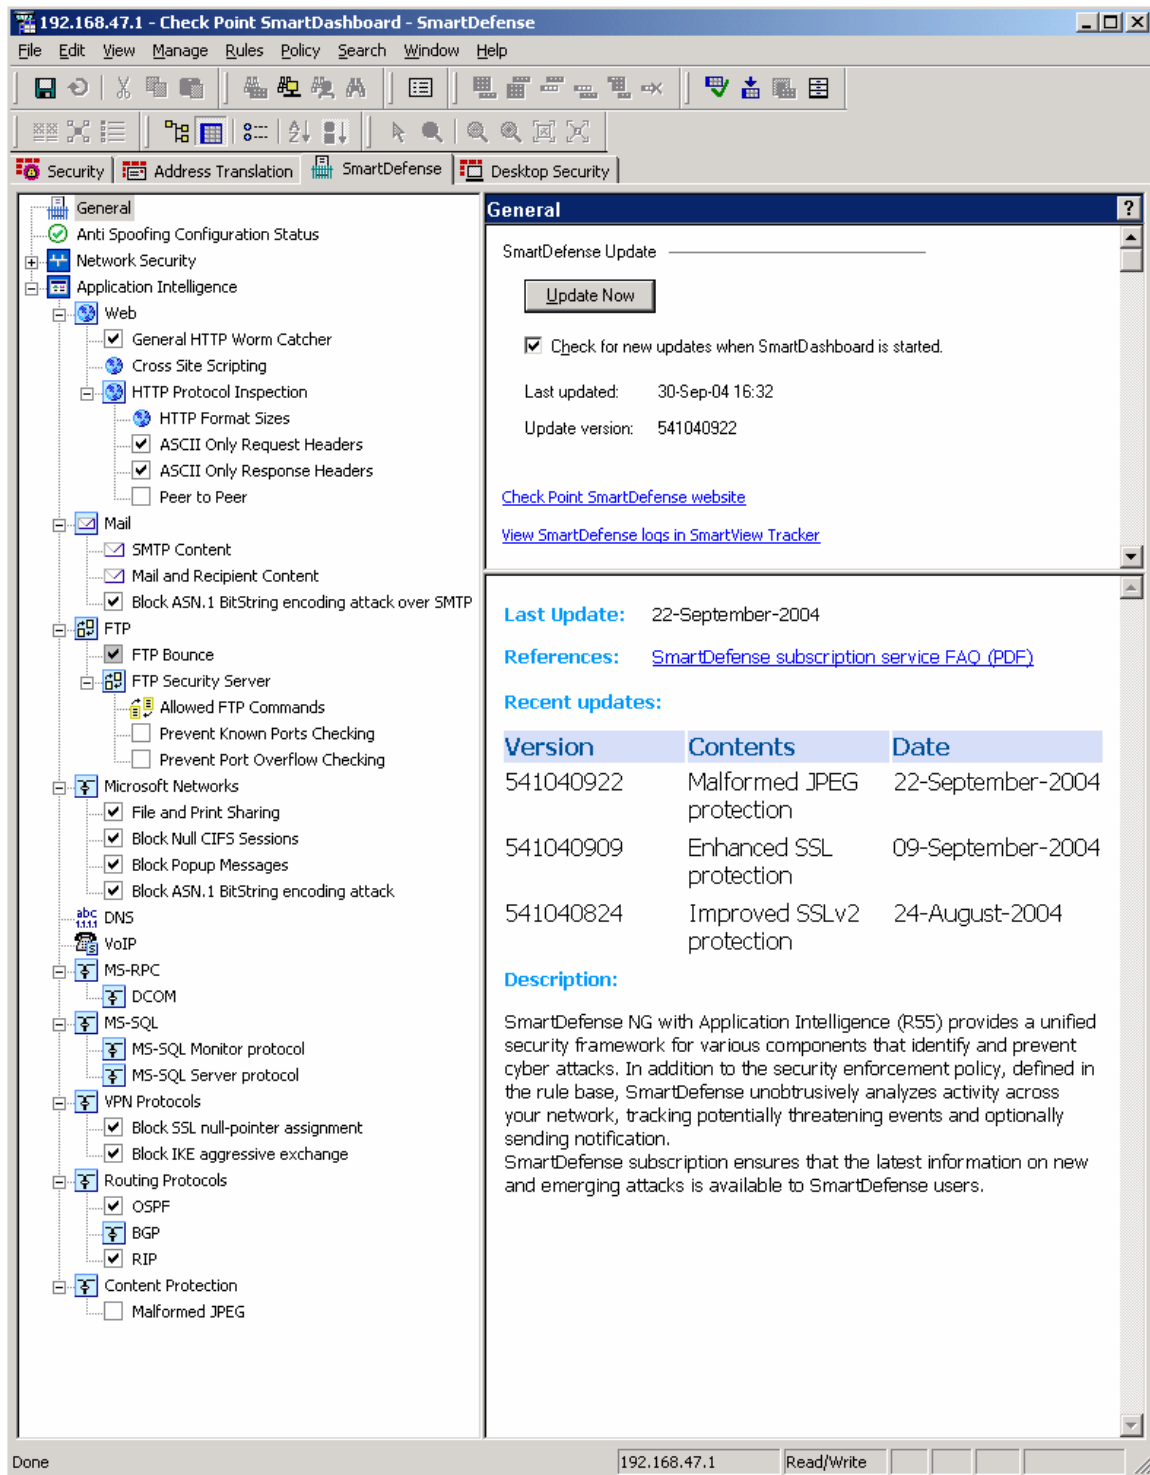 192.168.47.1 - Check Point SmartDashboard - SmartDefense
File Edit View Manage Rules Policy Search Window Help
Security Address Translation SmartDefense Desktop Security
General
Anti Spoofing Configuration Status
Network Security
Application Intelligence
Web
General HTTP Worm Catcher
Cross Site Scripting
HTTP Protocol Inspection
HTTP Format Sizes
ASCII Only Request Headers
ASCII Only Response Headers
Peer to Peer
Mail
SMTP Content
Mail and Recipient Content
Block ASN.1 BitString encoding attack over SMTP
FTP
FTP Bounce
FTP Security Server
Allowed FTP Commands
Prevent Known Ports Checking
Prevent Port Overflow Checking
Microsoft Networks
File and Print Sharing
Block Null CIFS Sessions
Block Popup Messages
Block ASN.1 BitString encoding attack
abc
1.1.1.1
DNS
VoIP
MS-RPC
DCOM
MS-SQL
MS-SQL Monitor protocol
MS-SQL Server protocol
VPN Protocols
Block SSL null-pointer assignment
Block IKE aggressive exchange
Routing Protocols
OSPF
BGP
RIP
Content Protection
Malformed JPEG
General ?
SmartDefense Update
Update Now
Check for new updates when SmartDashboard is started.
Last updated: 30-Sep-04 16:32
Update version: 541040922
Check Point SmartDefense website
View SmartDefense logs in SmartView Tracker
Last Update: 22-September-2004
References: SmartDefense subscription service FAQ (PDF)
Recent updates:
Version Contents Date
541040922 Malformed JPEG protection 22-September-2004
541040909 Enhanced SSL protection 09-September-2004
541040824 Improved SSLv2 protection 24-August-2004
Description:
SmartDefense NG with Application Intelligence (R55) provides a unified
security framework for various components that identify and prevent
cyber attacks. In addition to the security enforcement policy, defined in
the rule base, SmartDefense unobtrusively analyzes activity across
your network, tracking potentially threatening events and optionally
sending notification.
SmartDefense subscription ensures that the latest information on new
and emerging attacks is available to SmartDefense users.
Done 192.168.47.1 Read/Write